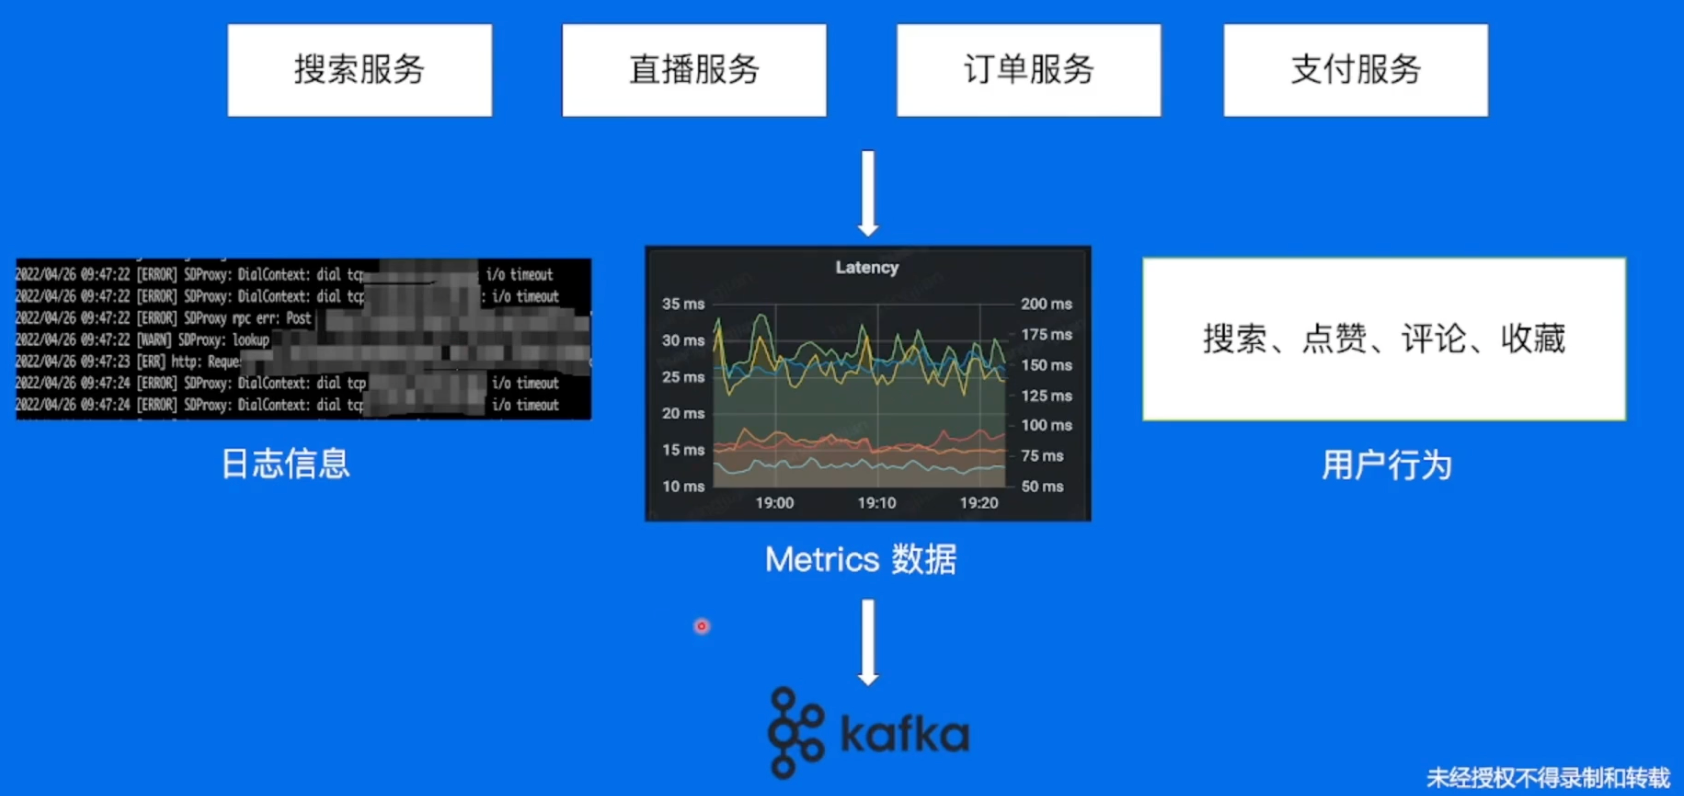 搜索服务
直播服务
订单服务
支付服务
2022/04/26 09:47:22 [ERROR] SDProxy: DialContext: dial tcp i/o timeout
2022/04/26 09:47:22 [ERROR] SDProxy: DialContext: dial tcp : i/o timeout
2022/04/26 09:47:22 [ERROR] SDProxy rpc err: Post
2022/04/26 09:47:22 [WARN] SDProxy: lookup
2022/04/26 09:47:23 [ERR] http: Reque
2022/04/26 09:47:24 [ERROR] SDProxy: DialContext: dial tcp i/o timeout
2022/04/26 09:47:24 [ERROR] SDProxy: DialContext: dial tcp i/o timeout
日志信息
Latency
35 ms 200 ms
30 ms 175 ms
25 ms 150 ms
20 ms 125 ms
15 ms 100 ms
10 ms 75 ms
50 ms
19:00 19:10 19:20
Metrics 数据
搜索、点赞、评论、收藏
用户行为
kafka
未经授权不得录制和转载